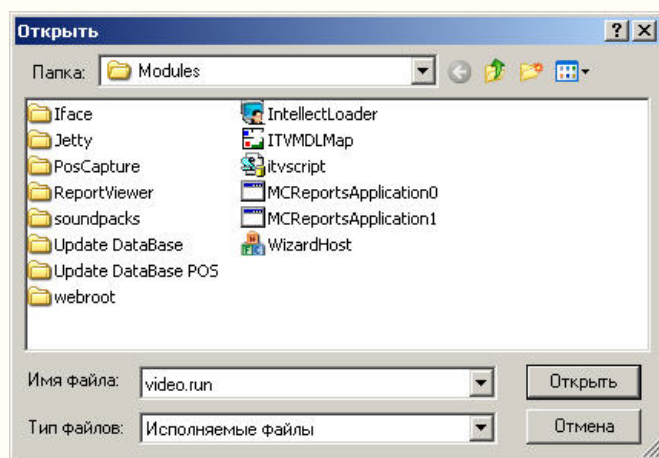 Открыть
Папка: Modules
Iface
Jetty
PosCapture
ReportViewer
soundpacks
Update DataBase
Update DataBase POS
webroot
IntellectLoader
ITVMDLMap
itvscript
MCReportsApplication0
MCReportsApplication1
WizardHost
Имя файла: video.run Открыть
Тип файлов: Исполняемые файлы Отмена